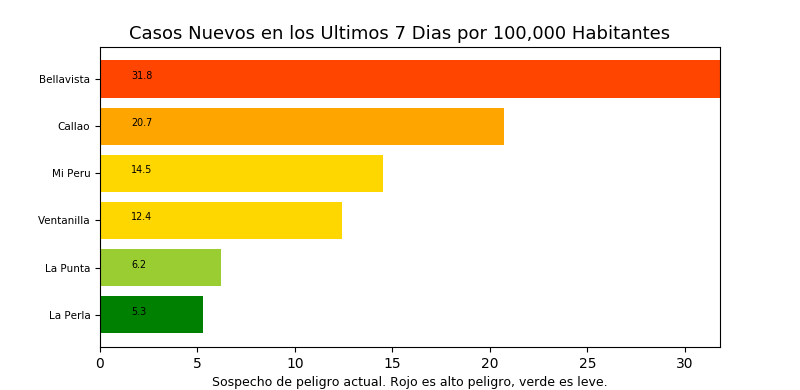 Casos Nuevos en los Ultimos 7 Dias por 100,000 Habitantes
Bellavista 31.8
Callao 20.7
Mi Peru 14.5
Ventanilla 12.4
La Punta 6.2
La Perla 5.3
0 5 10 15 20 25 30
Sospecho de peligro actual. Rojo es alto peligro, verde es leve.